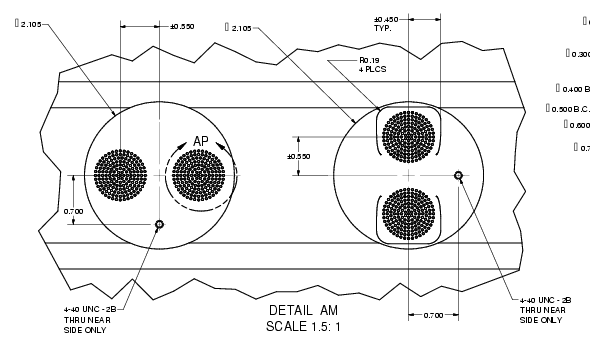 2.105
±0.550
2.105
±0.450
TYP.
R0.19
4 PLCS
0.300
0.400 B
0.500 B.C.
0.600
0.7
AP
±0.550
0.700
4-40 UNC - 2B
THRU NEAR
SIDE ONLY
DETAIL AM
SCALE 1.5: 1
0.700
4-40 UNC - 2B
THRU NEAR
SIDE ONLY